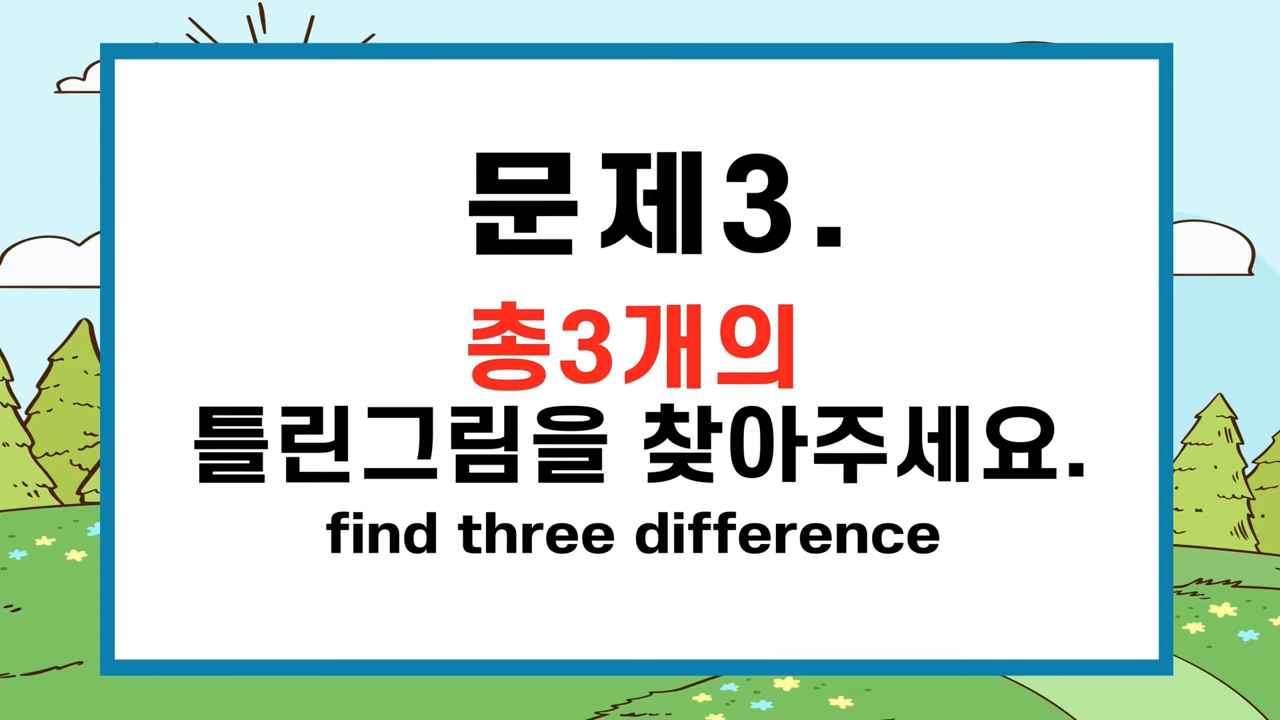 문제3.
총3개의
틀린그림을 찾아주세요.
find three difference